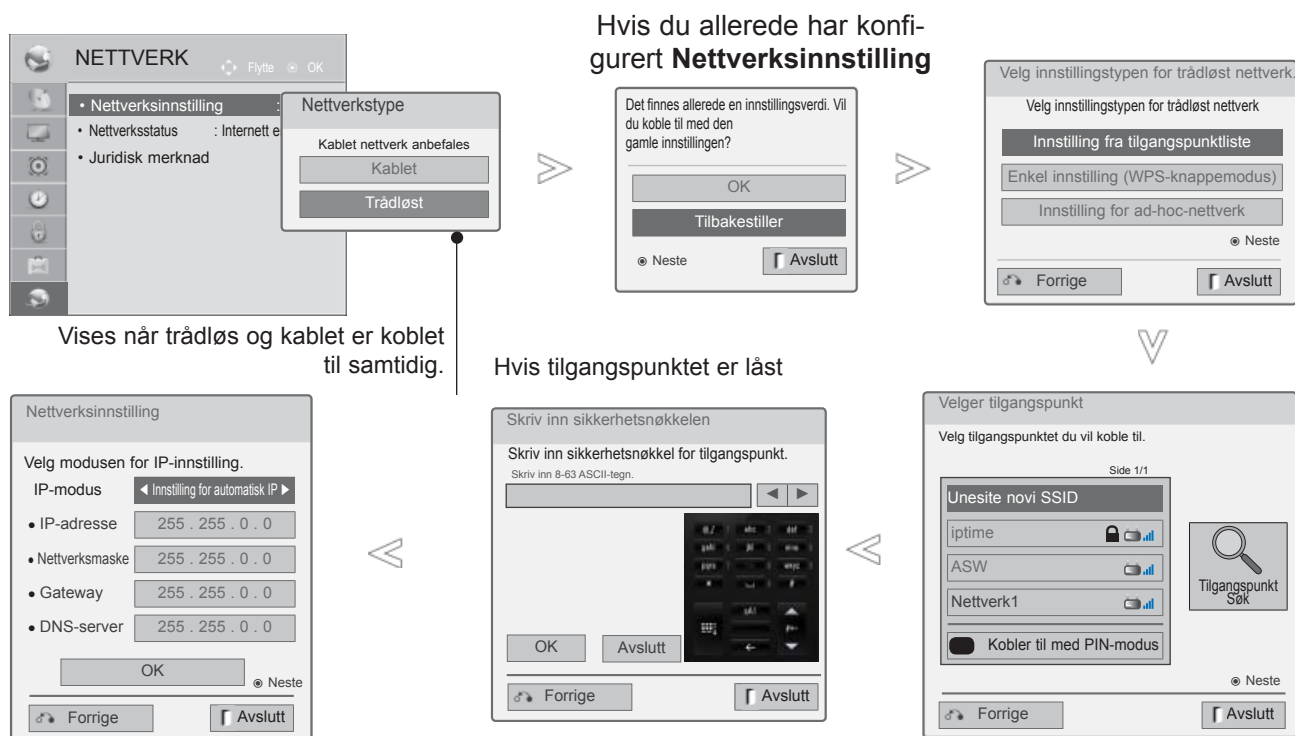 Hvis du allerede har konfi-
gurert Nettverksinnstilling
NETTVERK
Flytte OK
• Nettverksinnstilling :
• Nettverksstatus : Internett e
• Juridisk merknad
Nettverkstype
Kablet nettverk anbefales
Kablet
Trådløst
Det finnes allerede en innstillingsverdi. Vil
du koble til med den
gamle innstillingen?
OK
Tilbakestiller
Neste
Avslutt
Velg innstillingstypen for trådløst nettverk.
Velg innstillingstypen for trådløst nettverk
Innstilling fra tilgangspunktliste
Enkel innstilling (WPS-knappemodus)
Innstilling for ad-hoc-nettverk
Neste
Forrige
Avslutt
Vises når trådløs og kablet er koblet
til samtidig.
Hvis tilgangspunktet er låst
Nettverksinnstilling
Velg modusen for IP-innstilling.
IP-modus ◀ Innstilling for automatisk IP ▶
• IP-adresse 255 . 255 . 0 . 0
• Nettverksmaske 255 . 255 . 0 . 0
• Gateway 255 . 255 . 0 . 0
• DNS-server 255 . 255 . 0 . 0
OK
Neste
Forrige
Avslutt
Skriv inn sikkerhetsnøkkelen
Skriv inn sikkerhetsnøkkel for tilgangspunkt.
Skriv inn 8-63 ASCII-tegn.
OK
Avslutt
Forrige
Avslutt
Velger tilgangspunkt
Velg tilgangspunktet du vil koble til.
Side 1/1
Unesite novi SSID
iptime
ASW
Nettverk1
Kobler til med PIN-modus
Tilgangspunkt
Søk
Neste
Forrige
Avslutt